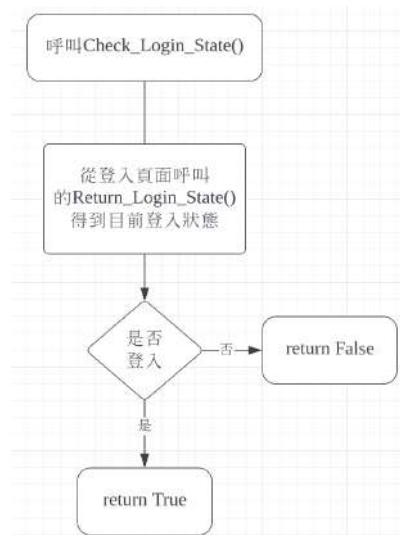 呼叫Check_Login_State()
從登入頁面呼叫
的Return_Login_State()
得到目前登入狀態
是否
登入
否
return False
是
return True